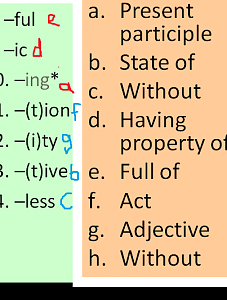 –ful e
–ic d
0. –ing* a
1. –(t)ion f
2. –(i)ty g
3. –(t)ive b
4. –less C
a. Present
participle
b. State of
c. Without
d. Having
property of
e. Full of
f. Act
g. Adjective
h. Without